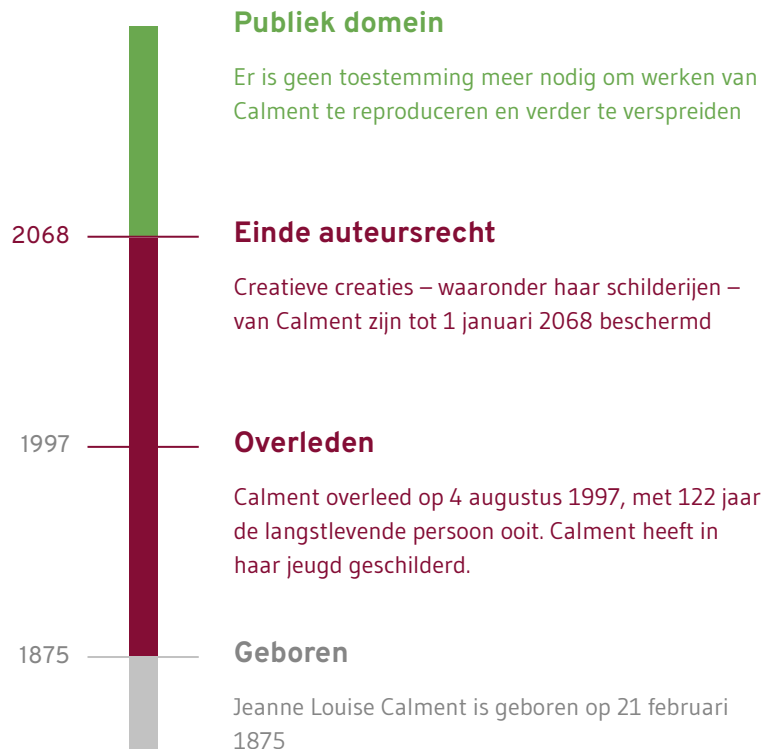 Publiek domein
Er is geen toestemming meer nodig om werken van
Calment te reproduceren en verder te verspreiden
2068
Einde auteursrecht
Creatieve creaties – waaronder haar schilderijen –
van Calment zijn tot 1 januari 2068 beschermd
1997
Overleden
Calment overleed op 4 augustus 1997, met 122 jaar
de langstlevende persoon ooit. Calment heeft in
haar jeugd geschilderd.
1875
Geboren
Jeanne Louise Calment is geboren op 21 februari
1875